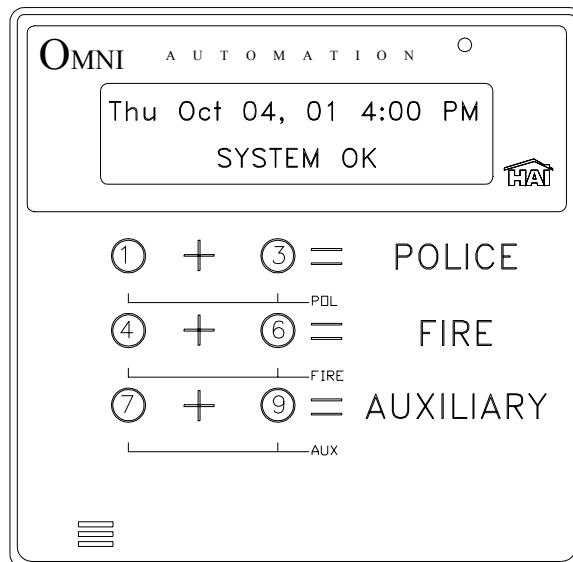 OMNI AUTOMATION
Thu Oct 04, 01 4:00 PM
SYSTEM OK
HAI
1 + 3 = POLICE
POL
4 + 6 = FIRE
FIRE
7 + 9 = AUXILIARY
AUX